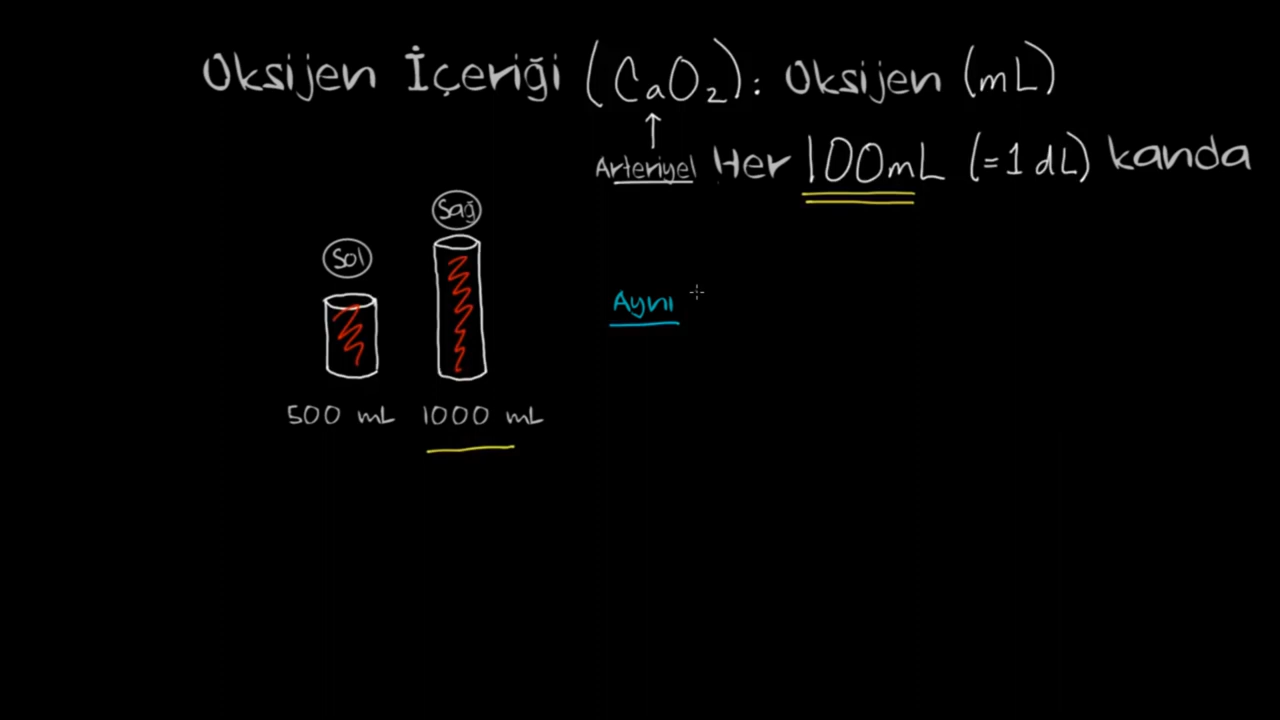 Oksijen İçeriği (CaO₂): Oksijen (mL)
Arteriyel Her 100mL (=1 dL) kanda
Sağ
Sol
Aynı
500 mL 1000 mL